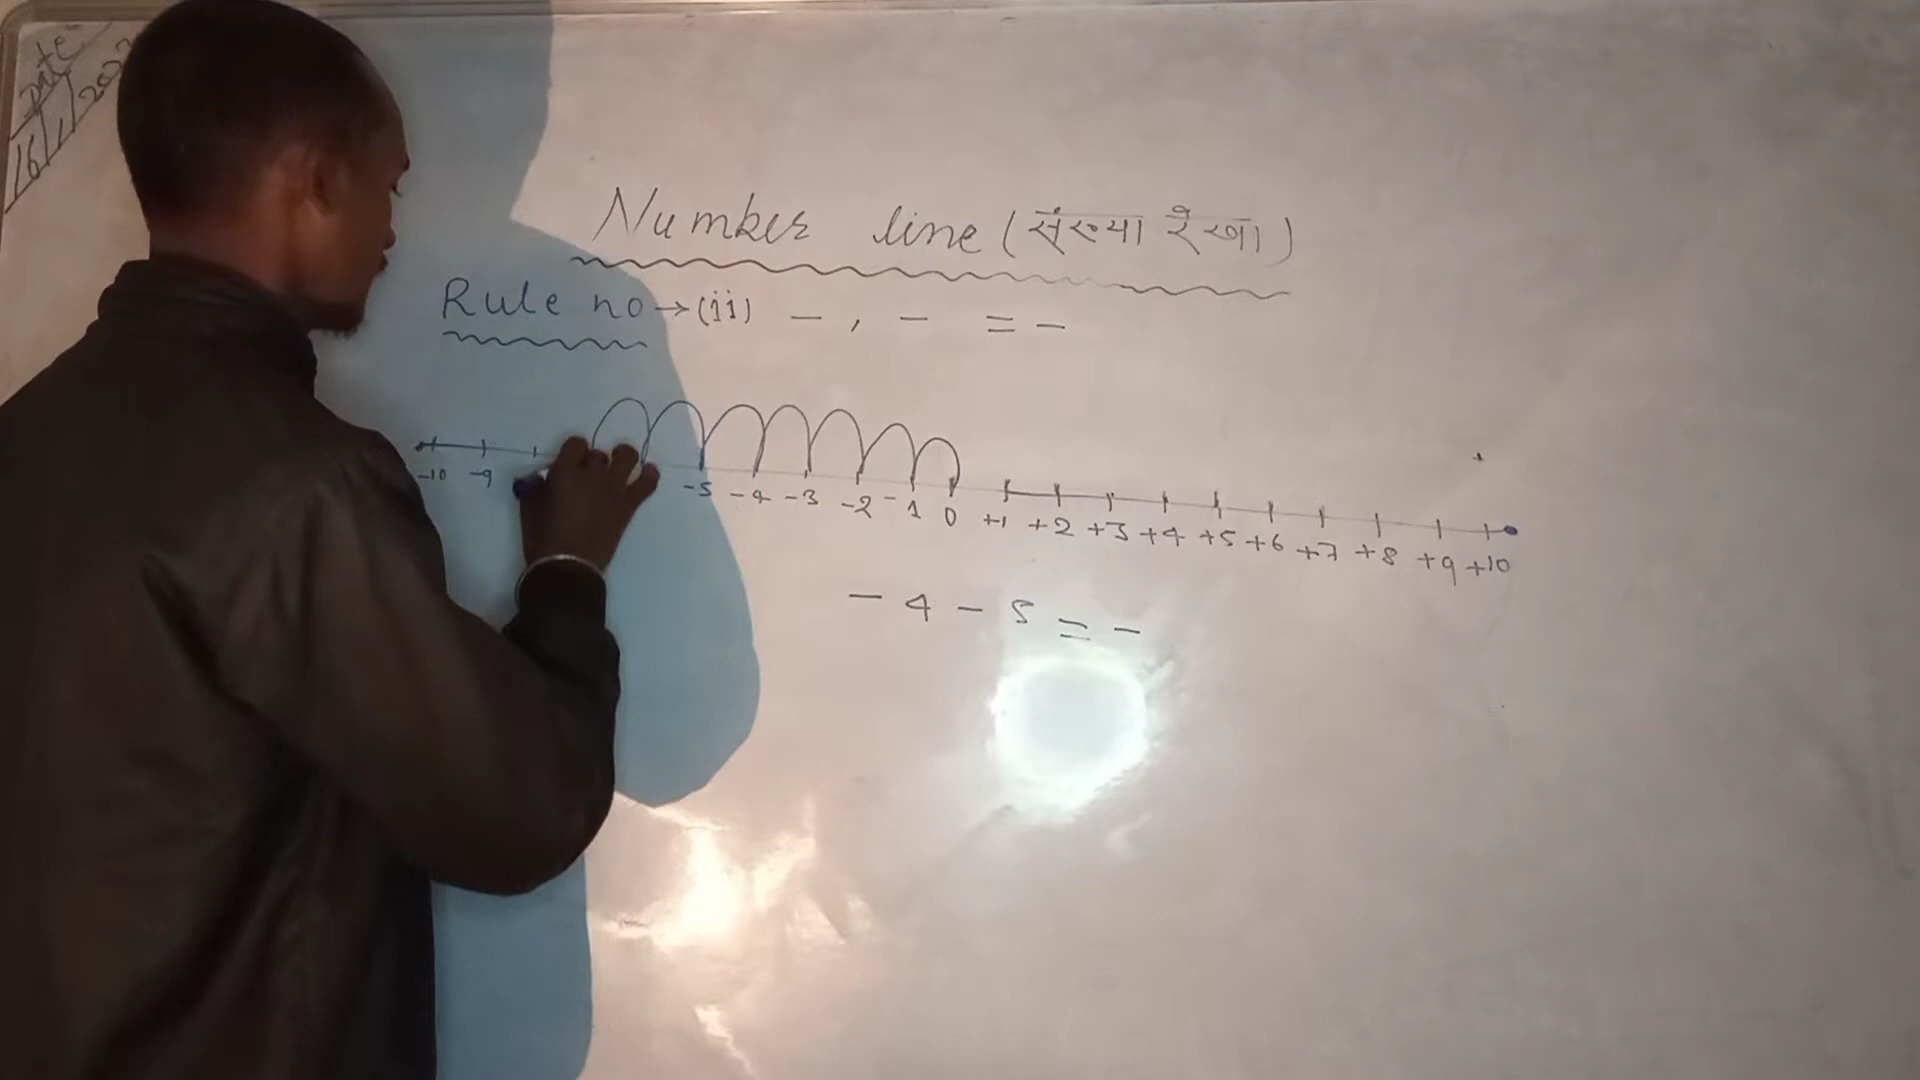 Date
16/1/202
Number line (संख्या रेखा)
Rule no → (ii) - , - = -
-10 -9 -5 -4 -3 -2 -1 0 +1 +2 +3 +4 +5 +6 +7 +8 +9 +10
- 4 - 5 = -